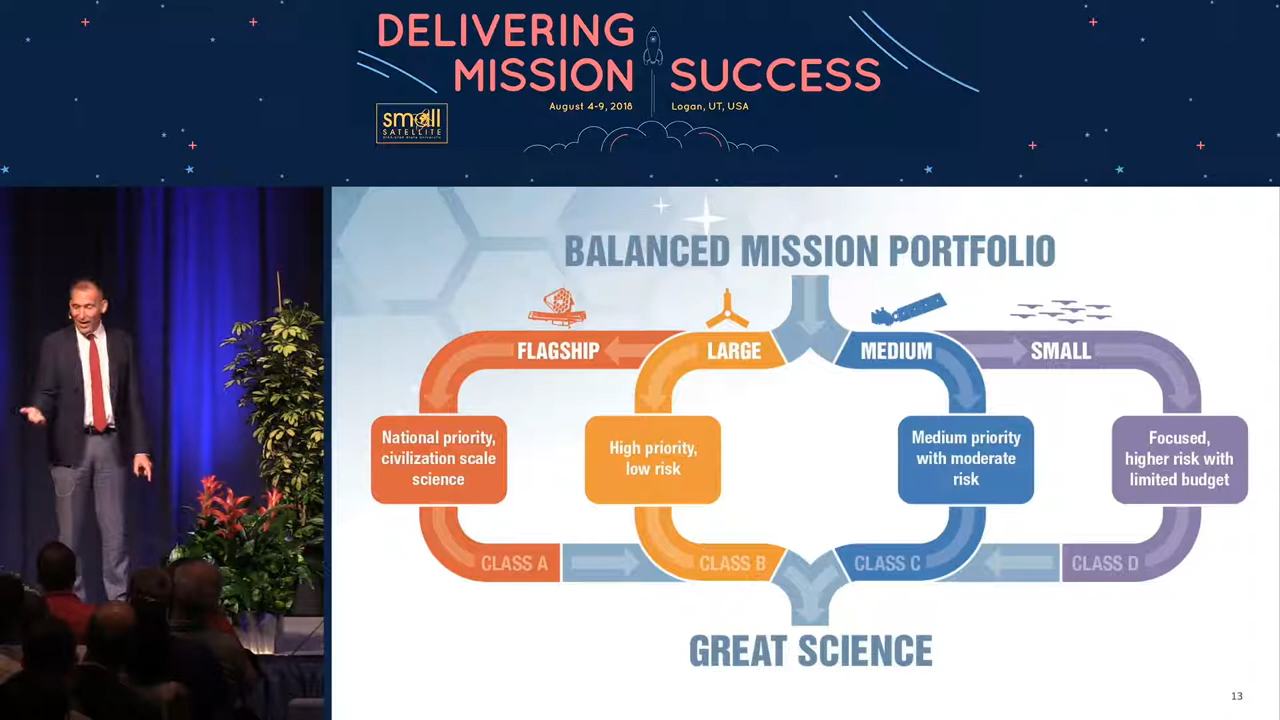 DELIVERING
MISSION SUCCESS
August 4-9, 2018 Logan, UT, USA
small
SATELLITE
BALANCED MISSION PORTFOLIO
FLAGSHIP LARGE MEDIUM SMALL
National priority,
civilization scale
science
High priority,
low risk
Medium priority
with moderate
risk
Focused,
higher risk with
limited budget
CLASS A CLASS B CLASS C CLASS D
GREAT SCIENCE
13